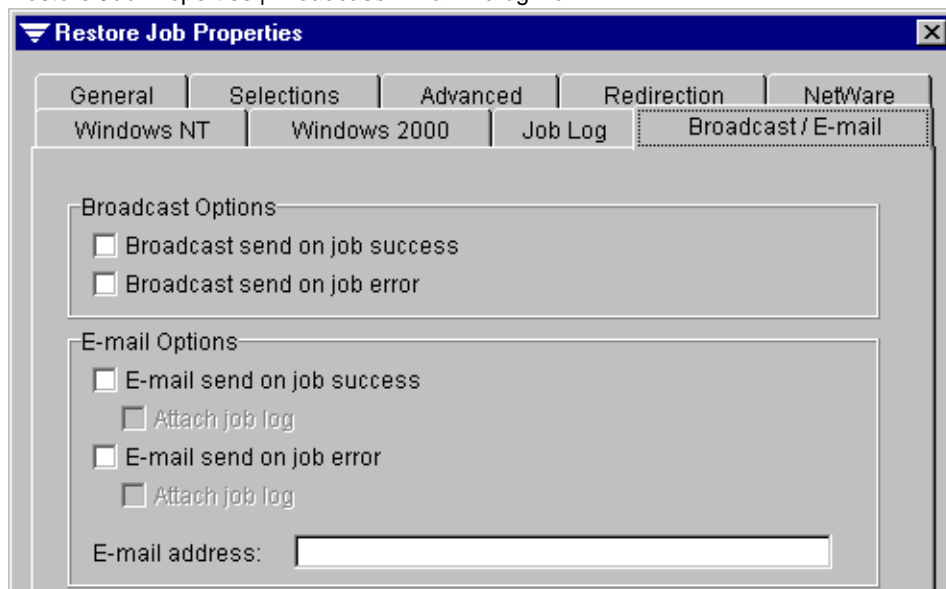 Restore Job Properties
General Selections Advanced Redirection NetWare
Windows NT Windows 2000 Job Log Broadcast / E-mail
Broadcast Options
Broadcast send on job success
Broadcast send on job error
E-mail Options
E-mail send on job success
Attach job log
E-mail send on job error
Attach job log
E-mail address: